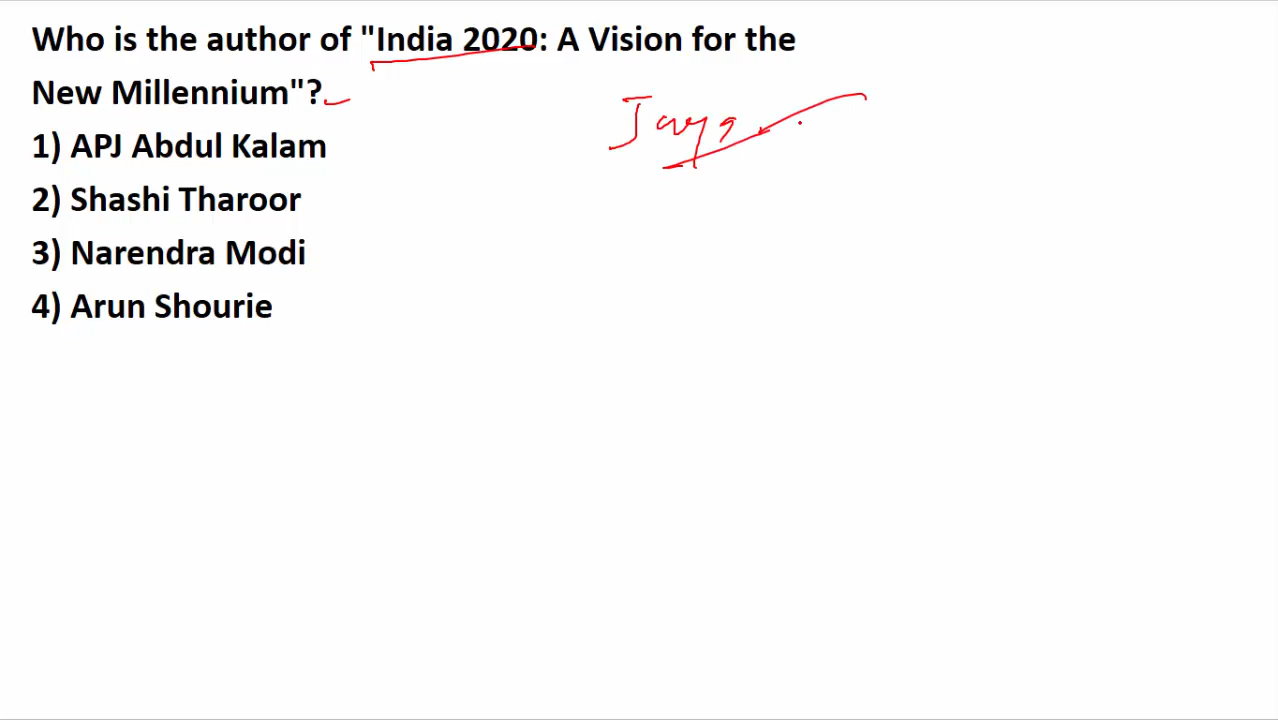 Who is the author of "India 2020: A Vision for the
New Millennium"?
1) APJ Abdul Kalam
2) Shashi Tharoor
3) Narendra Modi
4) Arun Shourie